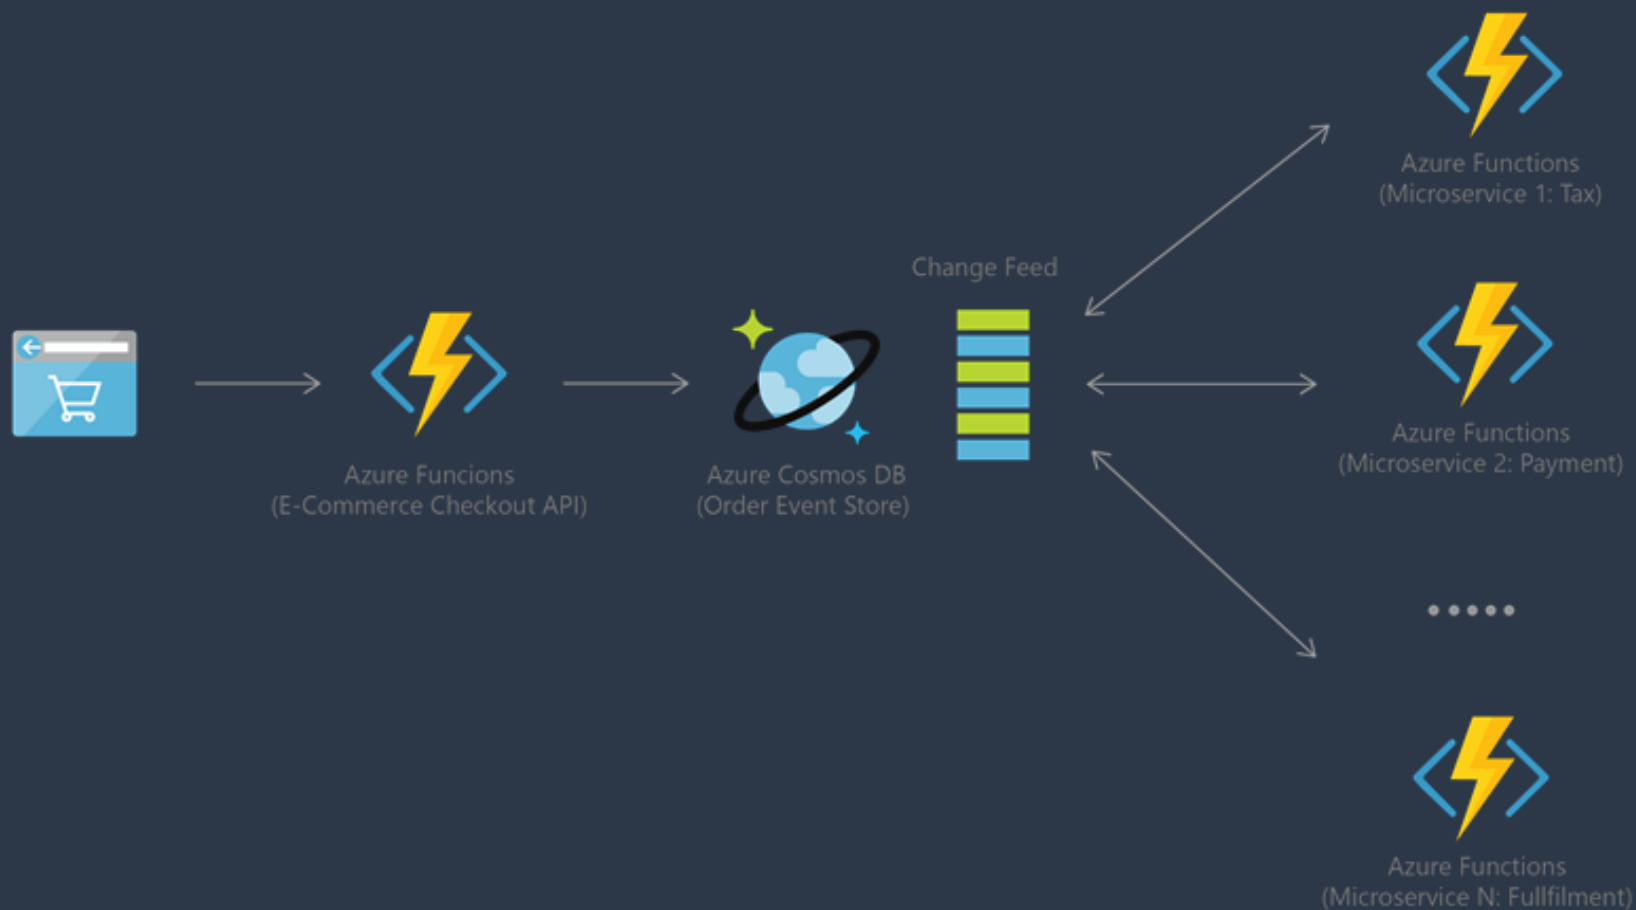 Azure Functions
(Microservice 1: Tax)
Change Feed
Azure Funcions
(E-Commerce Checkout API)
Azure Cosmos DB
(Order Event Store)
Azure Functions
(Microservice 2: Payment)
.....
Azure Functions
(Microservice N: Fullfilment)